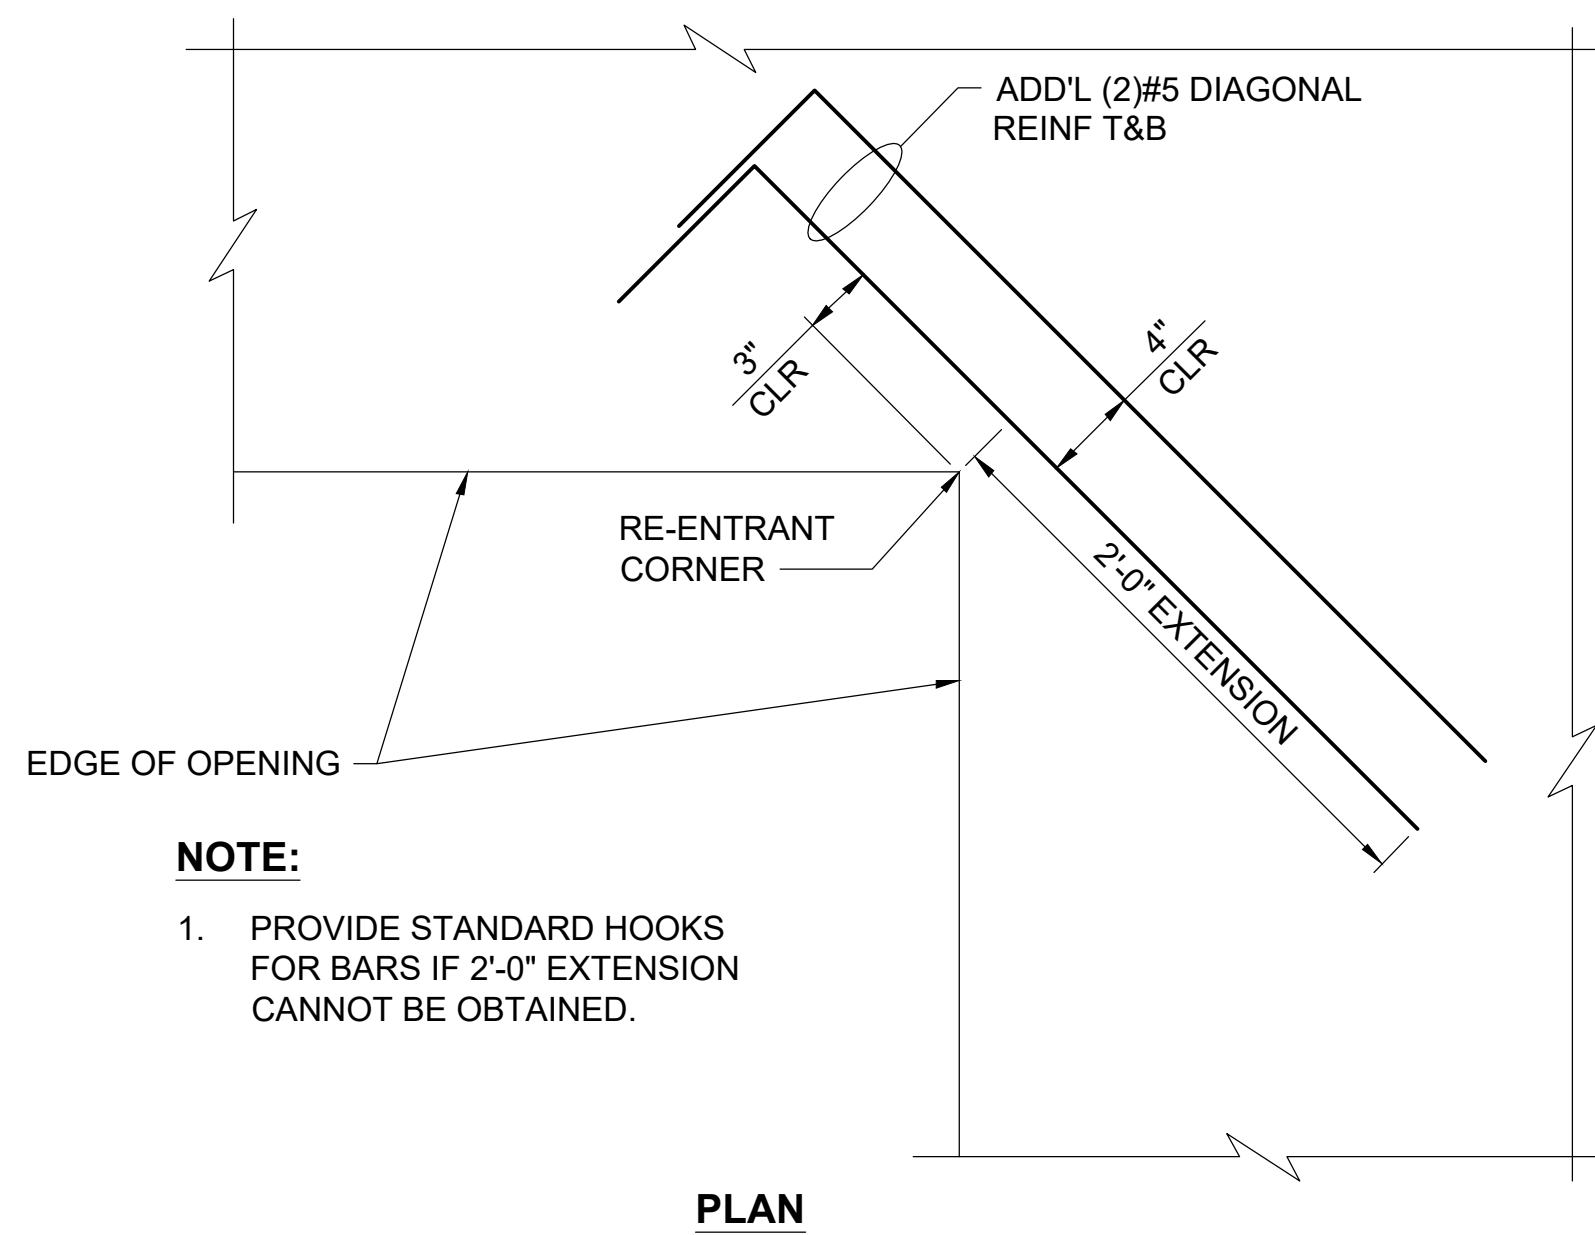 ADD'L (2)#5 DIAGONAL
REINF T&B
3"
CLR
4"
CLR
RE-ENTRANT
CORNER
2'-0" EXTENSION
EDGE OF OPENING
NOTE:
1. PROVIDE STANDARD HOOKS
FOR BARS IF 2'-0" EXTENSION
CANNOT BE OBTAINED.
PLAN